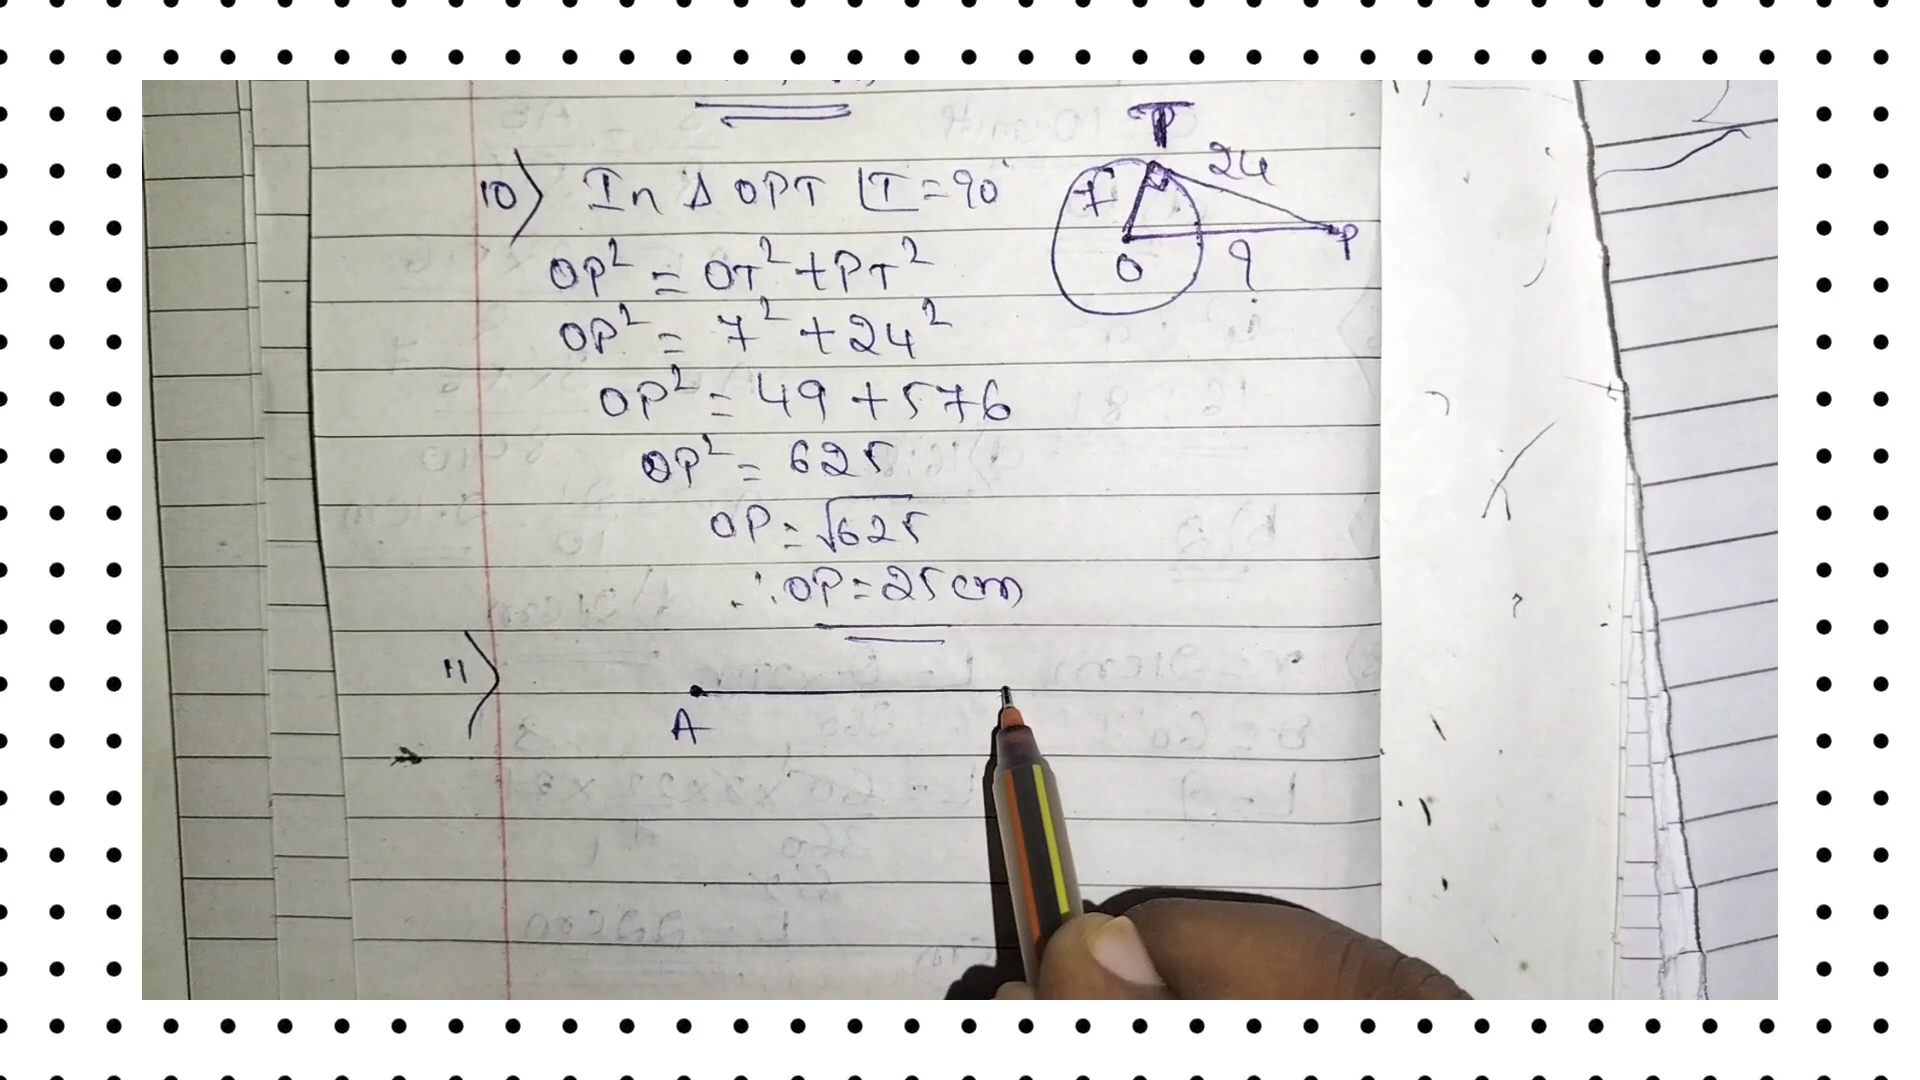 10) In Δ OPT ∠T = 90°
OP² = OT² + PT²
OP² = 7² + 24²
OP² = 49 + 576
OP² = 625
OP = √625
∴ OP = 25 cm
T
7
24
O
?
P
11)
A